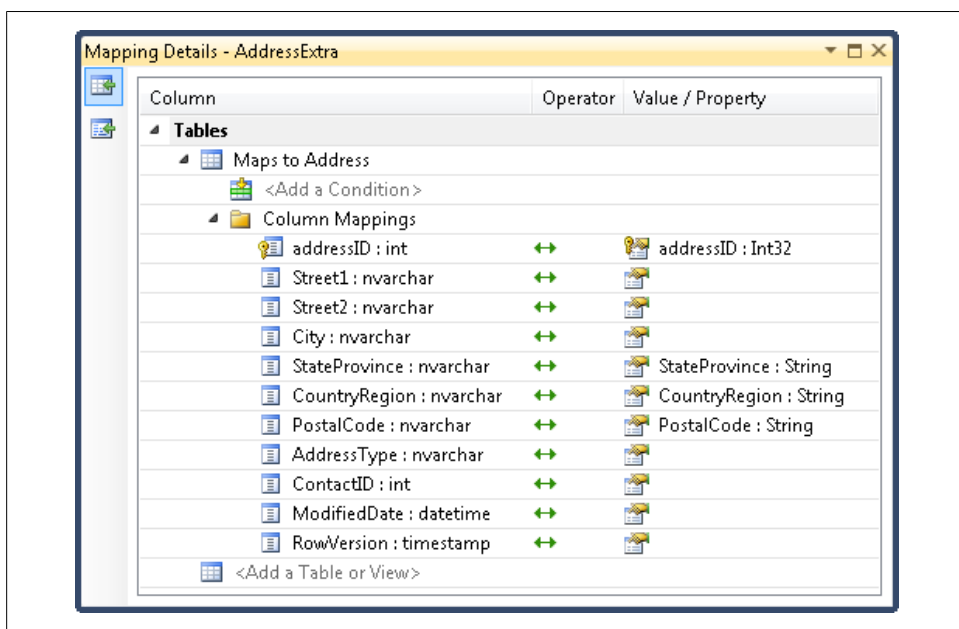 Mapping Details - AddressExtra
Column Operator Value / Property
Tables
Maps to Address
<Add a Condition>
Column Mappings
addressID : int addressID : Int32
Street1 : nvarchar
Street2 : nvarchar
City : nvarchar
StateProvince : nvarchar StateProvince : String
CountryRegion : nvarchar CountryRegion : String
PostalCode : nvarchar PostalCode : String
AddressType : nvarchar
ContactID : int
ModifiedDate : datetime
RowVersion : timestamp
<Add a Table or View>